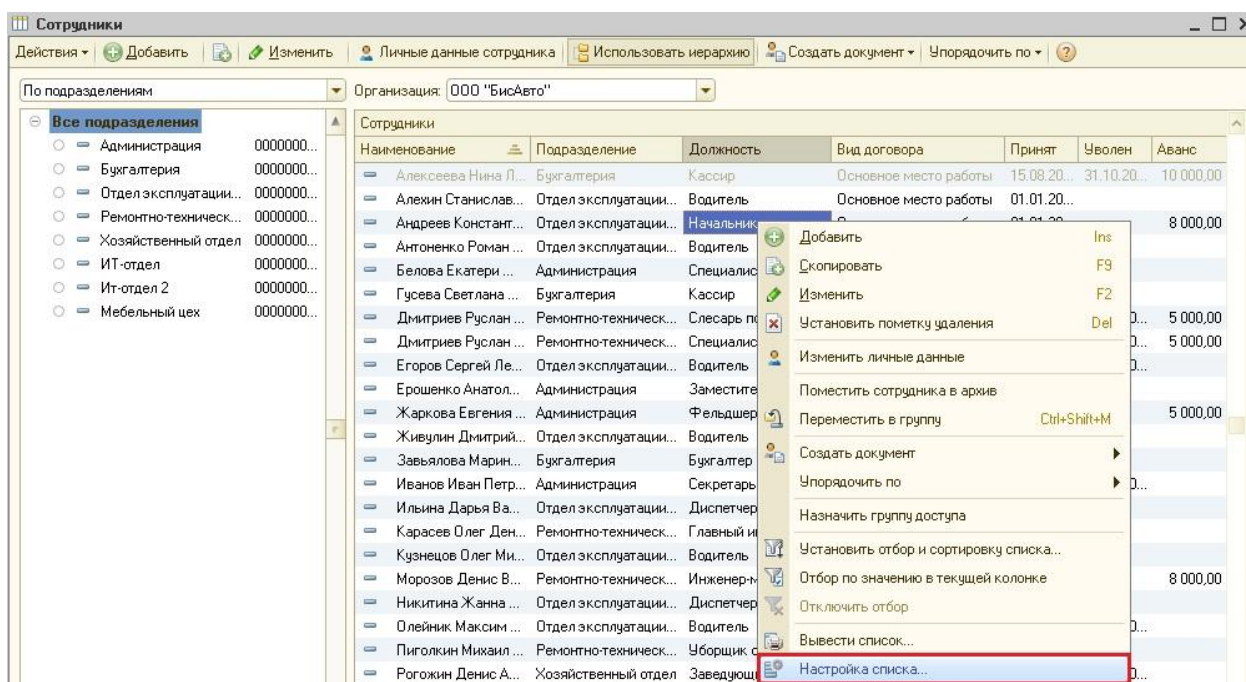 Сотрудники
Действия Добавить Изменить Личные данные сотрудника Использовать иерархию Создать документ Упорядочить по
По подразделениям Организация: ООО "БисАвто"
Все подразделения
Администрация 0000000...
Бухгалтерия 0000000...
Отдел эксплуатации... 0000000...
Ремонтно-техническ... 0000000...
Хозяйственный отдел 0000000...
ИТ-отдел 0000000...
Ит-отдел 2 0000000...
Мебельный цех 0000000...
Сотрудники
Наименование Подразделение Должность Вид договора Принят Уволен Аванс
Алексеева Нина Л... Бухгалтерия Кассир Основное место работы 15.08.20... 31.10.20... 10 000,00
Алехин Станислав... Отдел эксплуатации... Водитель Основное место работы 01.01.20...
Андреев Констант... Отдел эксплуатации... Начальник 8 000,00
Антоненко Роман ... Отдел эксплуатации... Водитель
Белова Екатери ... Администрация Специалис
Гусева Светлана ... Бухгалтерия Кассир
Дмитриев Руслан ... Ремонтно-техническ... Слесарь по 5 000,00
Дмитриев Руслан ... Ремонтно-техническ... Специалис 5 000,00
Егоров Сергей Ле... Отдел эксплуатации... Водитель
Ерошенко Анатол... Администрация Заместите
Жаркова Евгения ... Администрация Фельдшер 5 000,00
Живулин Дмитрий... Отдел эксплуатации... Водитель
Завьялова Марин... Бухгалтерия Бухгалтер
Иванов Иван Петр... Администрация Секретарь
Ильина Дарья Ва... Отдел эксплуатации... Диспетчер
Карасев Олег Ден... Ремонтно-техническ... Главный
Кузнецов Олег Ми... Отдел эксплуатации... Водитель
Морозов Денис В... Ремонтно-техническ... Инженер-м 8 000,00
Никитина Жанна ... Отдел эксплуатации... Диспетчер
Олейник Максим ... Отдел эксплуатации... Водитель
Пиголкин Михаил ... Ремонтно-техническ... Уборщик
Рогожин Денис А... Хозяйственный отдел Заведующ
Добавить Ins
Скопировать F9
Изменить F2
Установить пометку удаления Del
Изменить личные данные
Поместить сотрудника в архив
Переместить в группу Ctrl+Shift+M
Создать документ
Упорядочить по
Назначить группу доступа
Установить отбор и сортировку списка...
Отбор по значению в текущей колонке
Отключить отбор
Вывести список...
Настройка списка...